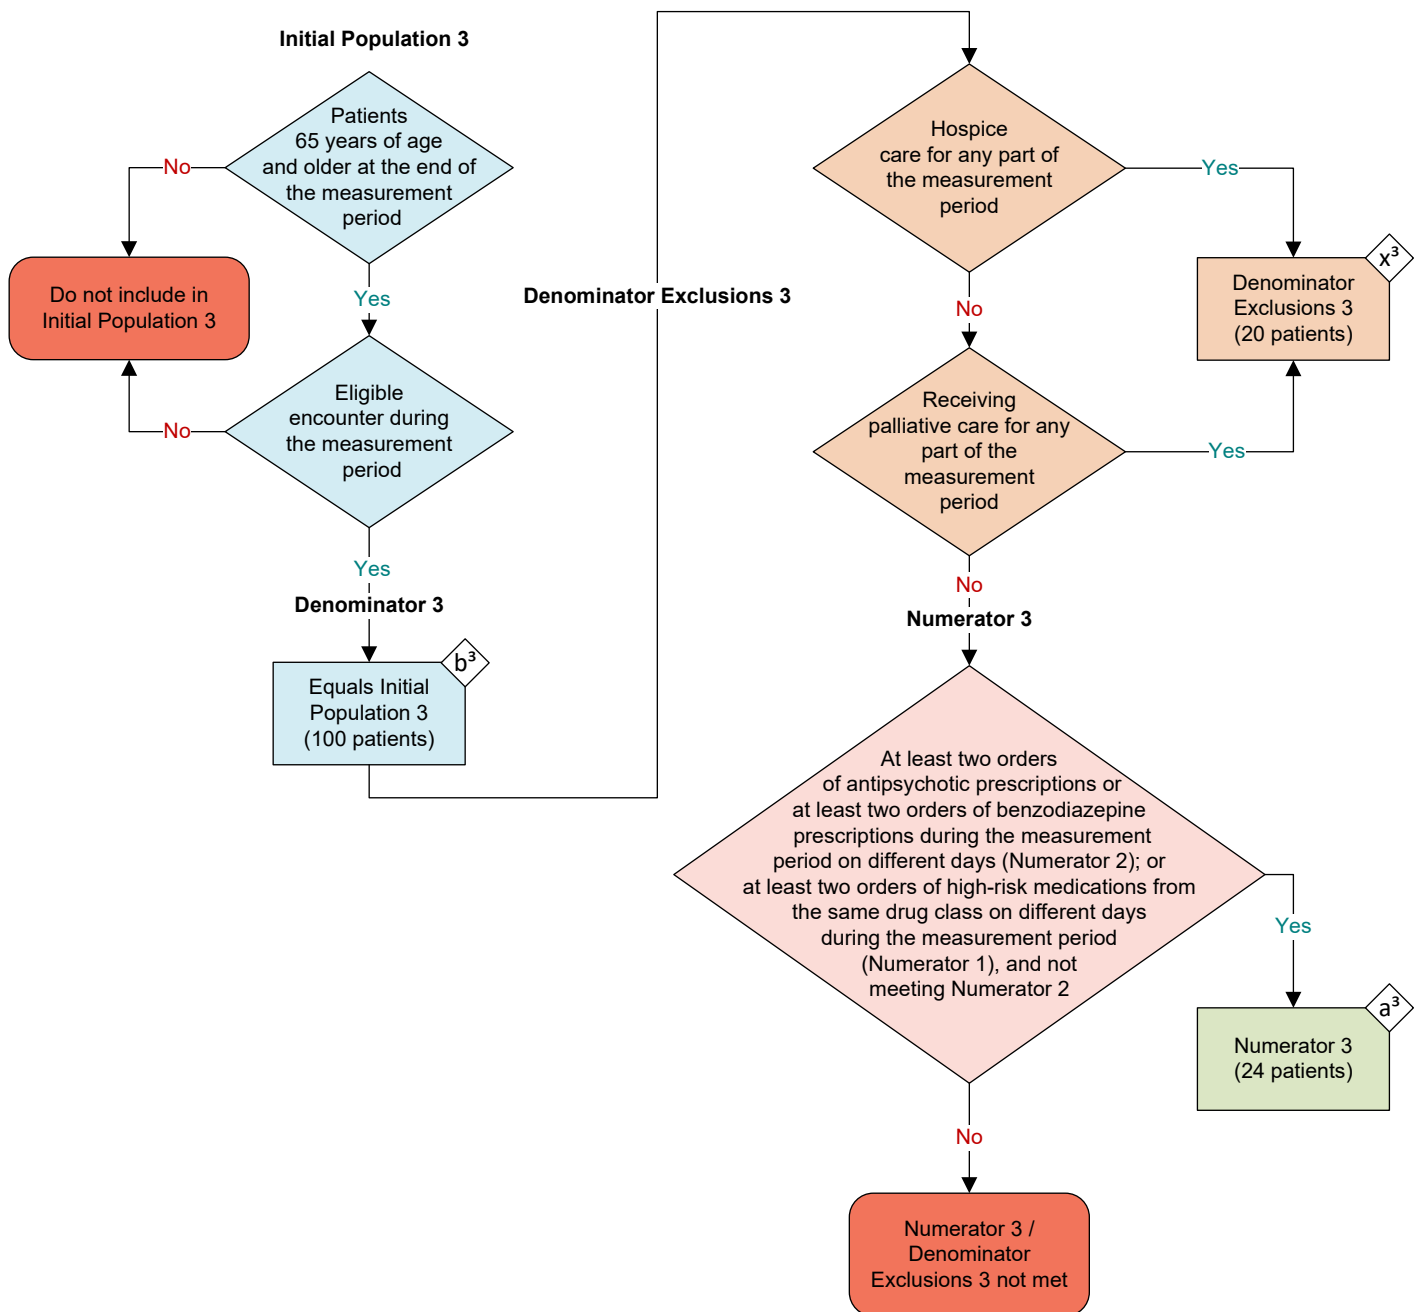 Initial Population 3
Patients
65 years of age
and older at the end of
the measurement
period
No
Do not include in
Initial Population 3
Yes
Eligible
encounter during
the measurement
period
No
Yes
Denominator 3
b³
Equals Initial
Population 3
(100 patients)
Denominator Exclusions 3
Hospice
care for any part of
the measurement
period
Yes
x³
Denominator
Exclusions 3
(20 patients)
No
Receiving
palliative care for any
part of the
measurement
period
Yes
No
Numerator 3
At least two orders
of antipsychotic prescriptions or
at least two orders of benzodiazepine
prescriptions during the measurement
period on different days (Numerator 2); or
at least two orders of high-risk medications from
the same drug class on different days
during the measurement period
(Numerator 1), and not
meeting Numerator 2
Yes
a³
Numerator 3
(24 patients)
No
Numerator 3 /
Denominator
Exclusions 3 not met